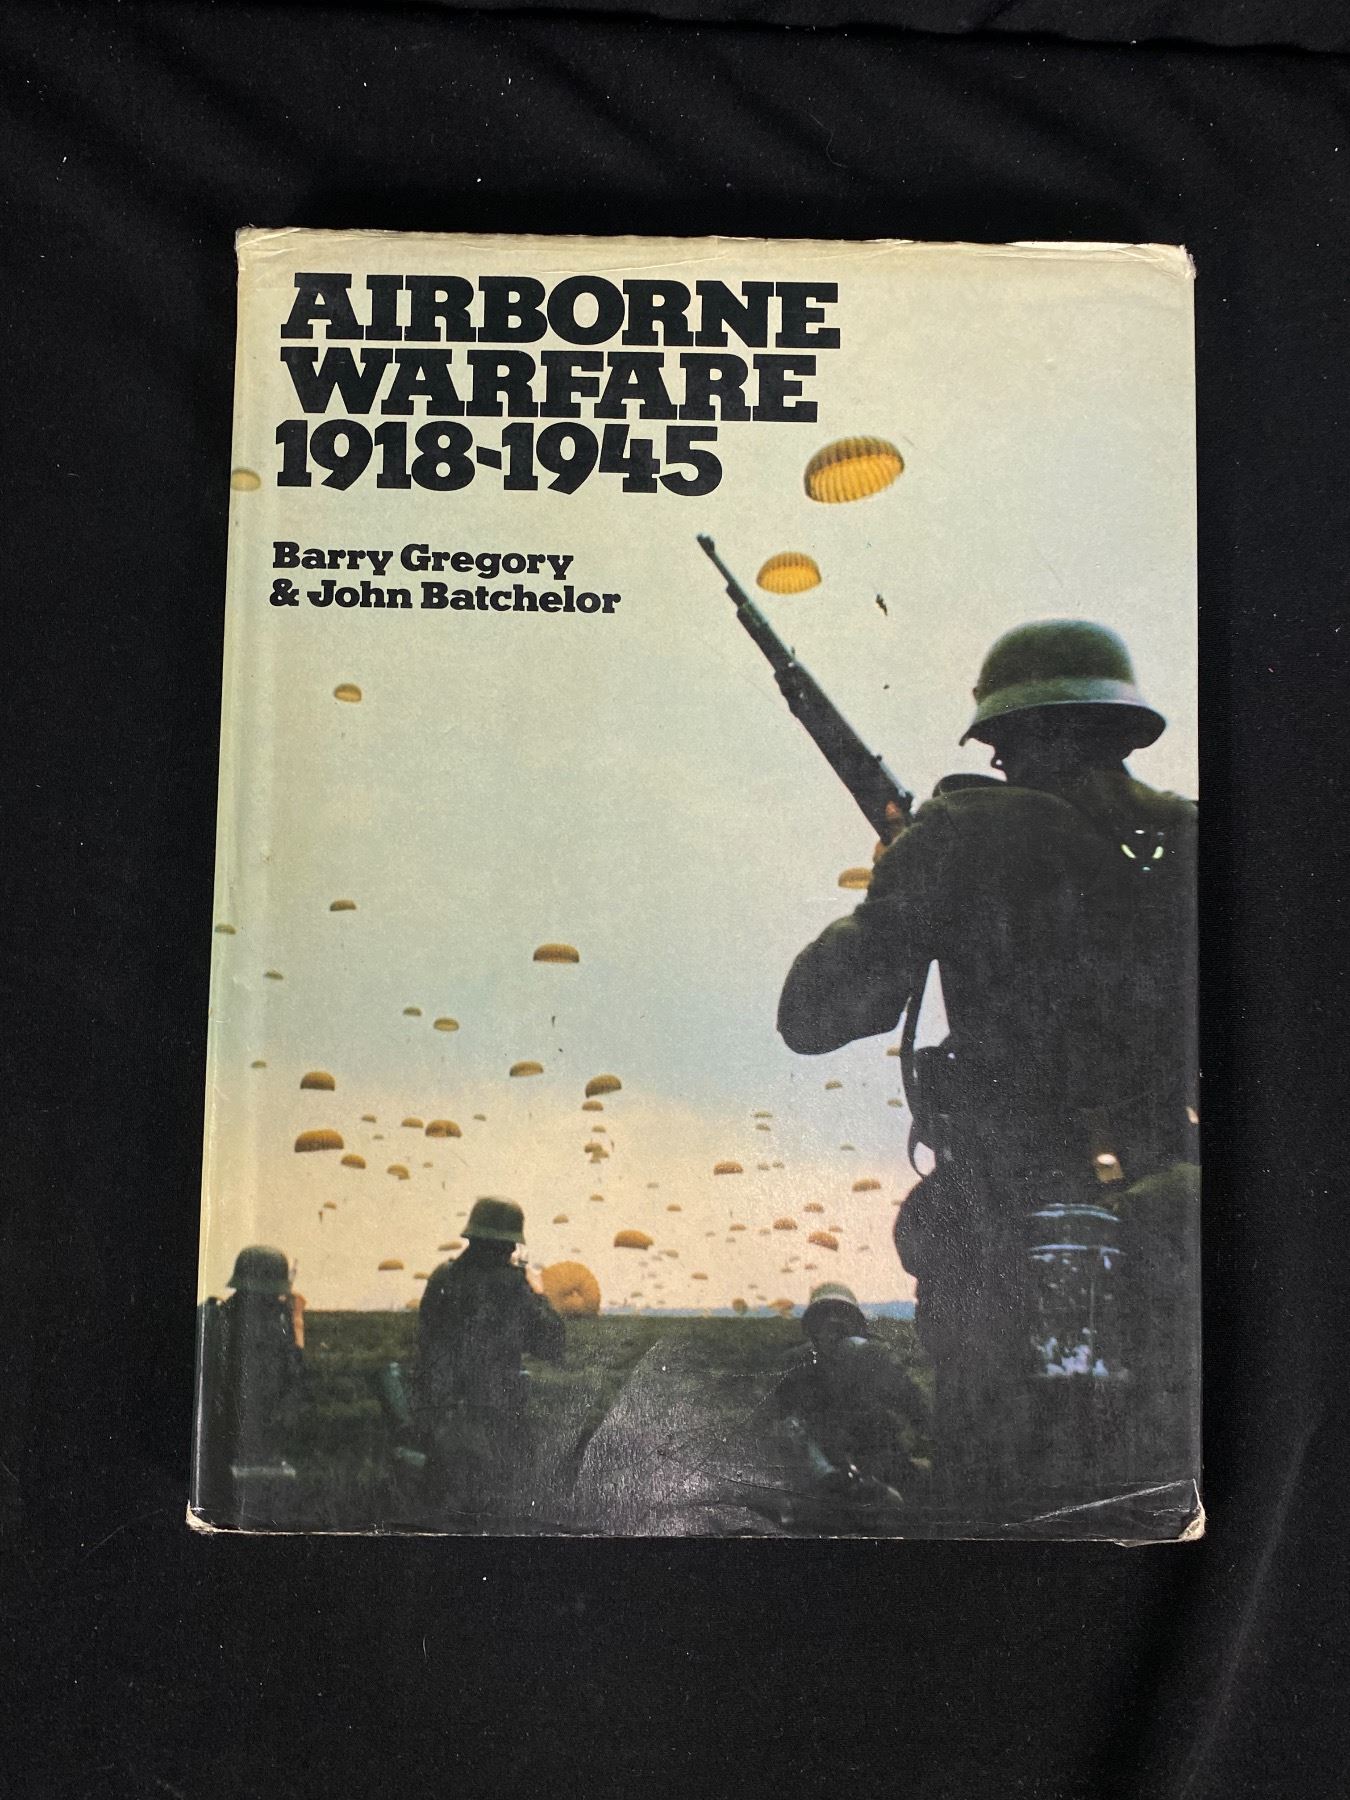 AIRBORNE
WARFARE
1918-1945
Barry Gregory
& John Batchelor